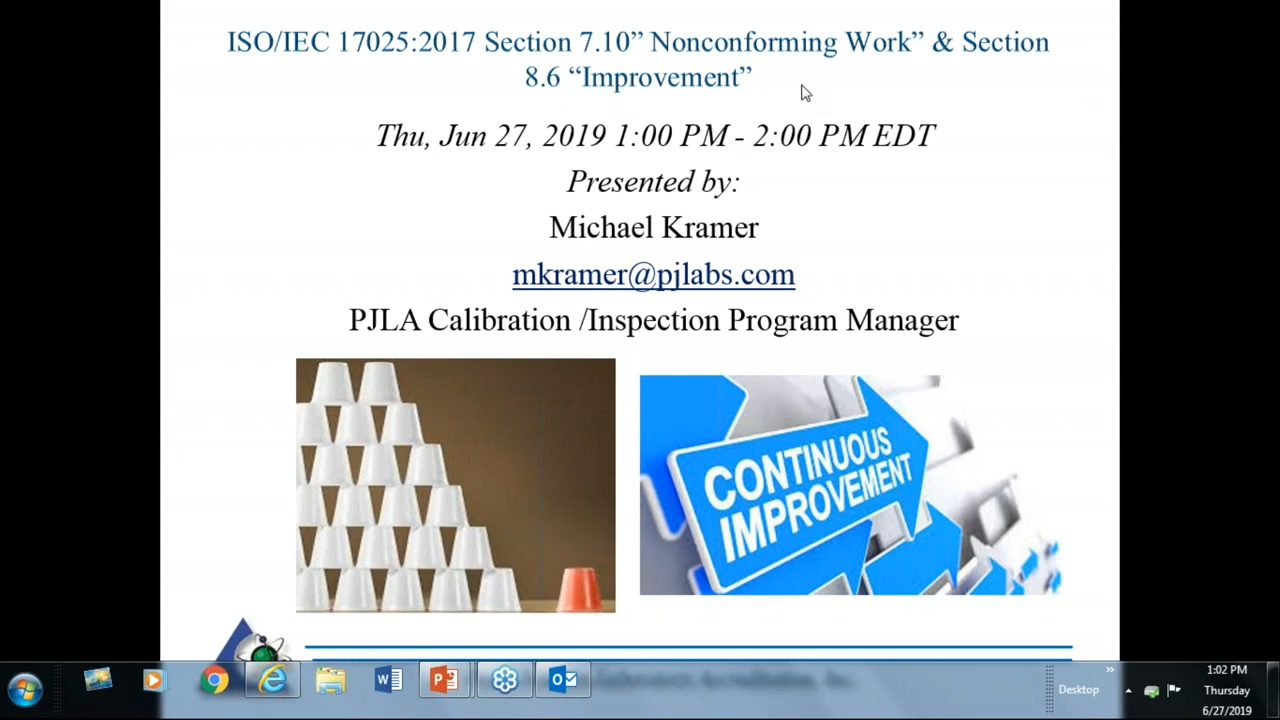 ISO/IEC 17025:2017 Section 7.10” Nonconforming Work” & Section
8.6 “Improvement”
Thu, Jun 27, 2019 1:00 PM - 2:00 PM EDT
Presented by:
Michael Kramer
mkramer@pjlabs.com
PJLA Calibration /Inspection Program Manager
CONTINUOUS
IMPROVEMENT
Desktop
1:02 PM
Thursday
6/27/2019